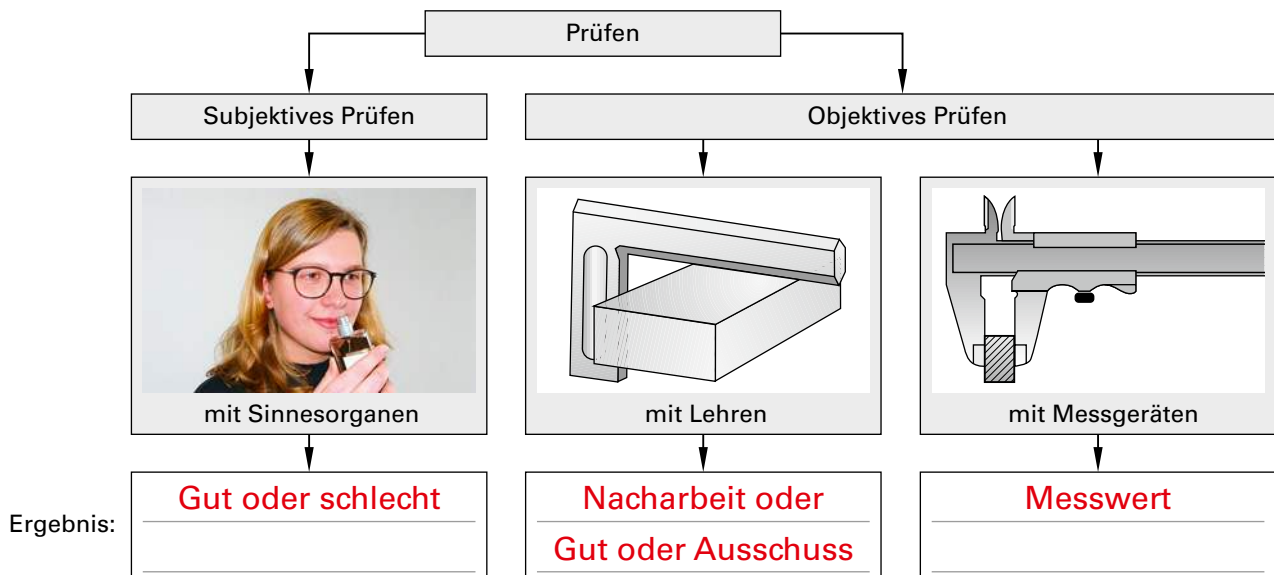 Prüfen
Subjektives Prüfen
Objektives Prüfen
mit Sinnesorganen
mit Lehren
mit Messgeräten
Ergebnis:
Gut oder schlecht
Nacharbeit oder
Gut oder Ausschuss
Messwert